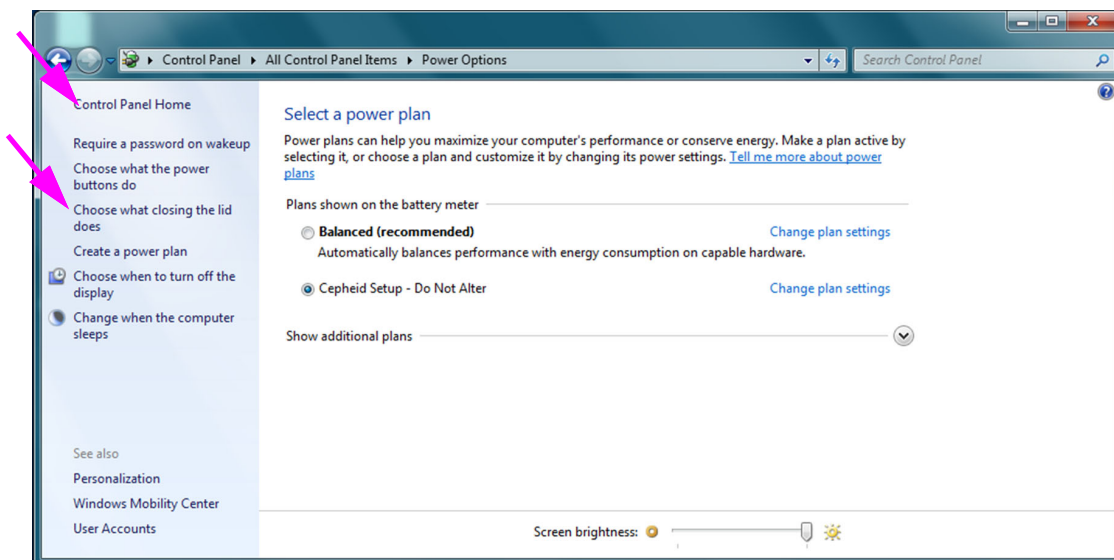 Control Panel ▸ All Control Panel Items ▸ Power Options
Search Control Panel
Control Panel Home
Require a password on wakeup
Choose what the power
buttons do
Choose what closing the lid
does
Create a power plan
Choose when to turn off the
display
Change when the computer
sleeps
See also
Personalization
Windows Mobility Center
User Accounts
Select a power plan
Power plans can help you maximize your computer's performance or conserve energy. Make a plan active by
selecting it, or choose a plan and customize it by changing its power settings. Tell me more about power
plans
Plans shown on the battery meter
Balanced (recommended) Change plan settings
Automatically balances performance with energy consumption on capable hardware.
Cepheid Setup - Do Not Alter Change plan settings
Show additional plans
Screen brightness: